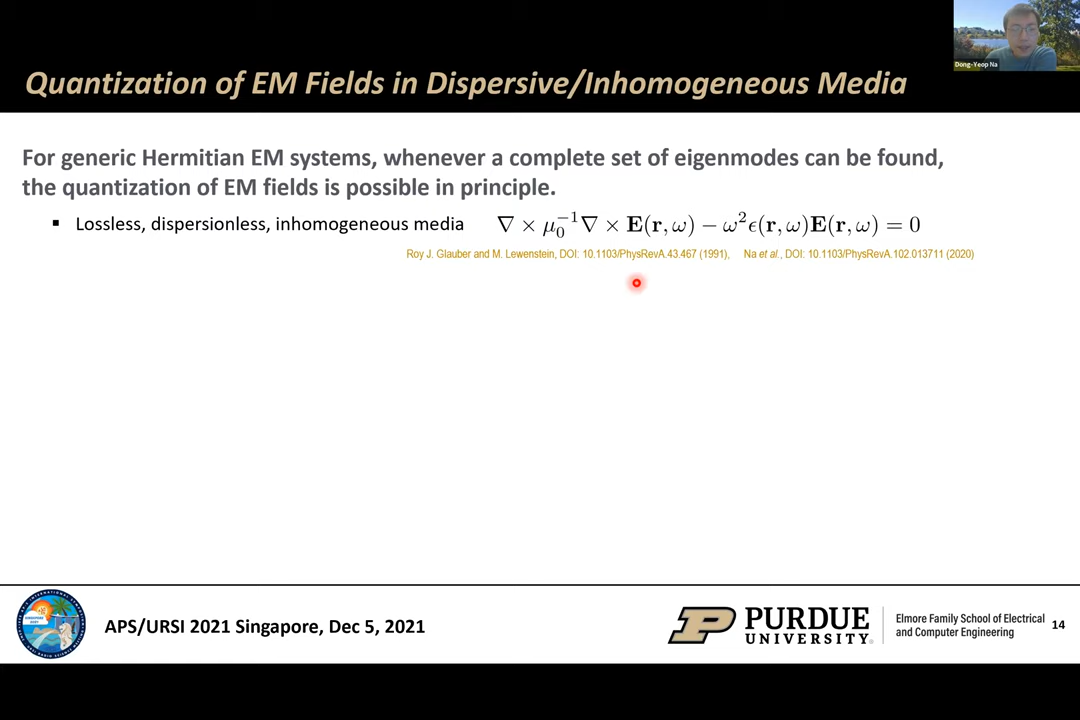 Dong-Yeop Na
Quantization of EM Fields in Dispersive/Inhomogeneous Media
For generic Hermitian EM systems, whenever a complete set of eigenmodes can be found,
the quantization of EM fields is possible in principle.
▪ Lossless, dispersionless, inhomogeneous media ∇ × μ₀⁻¹∇ × E(r, ω) − ω²ϵ(r, ω)E(r, ω) = 0
Roy J. Glauber and M. Lewenstein, DOI: 10.1103/PhysRevA.43.467 (1991), Na et al., DOI: 10.1103/PhysRevA.102.013711 (2020)
APS/URSI 2021 Singapore, Dec 5, 2021
PURDUE
UNIVERSITY
Elmore Family School of Electrical
and Computer Engineering
14